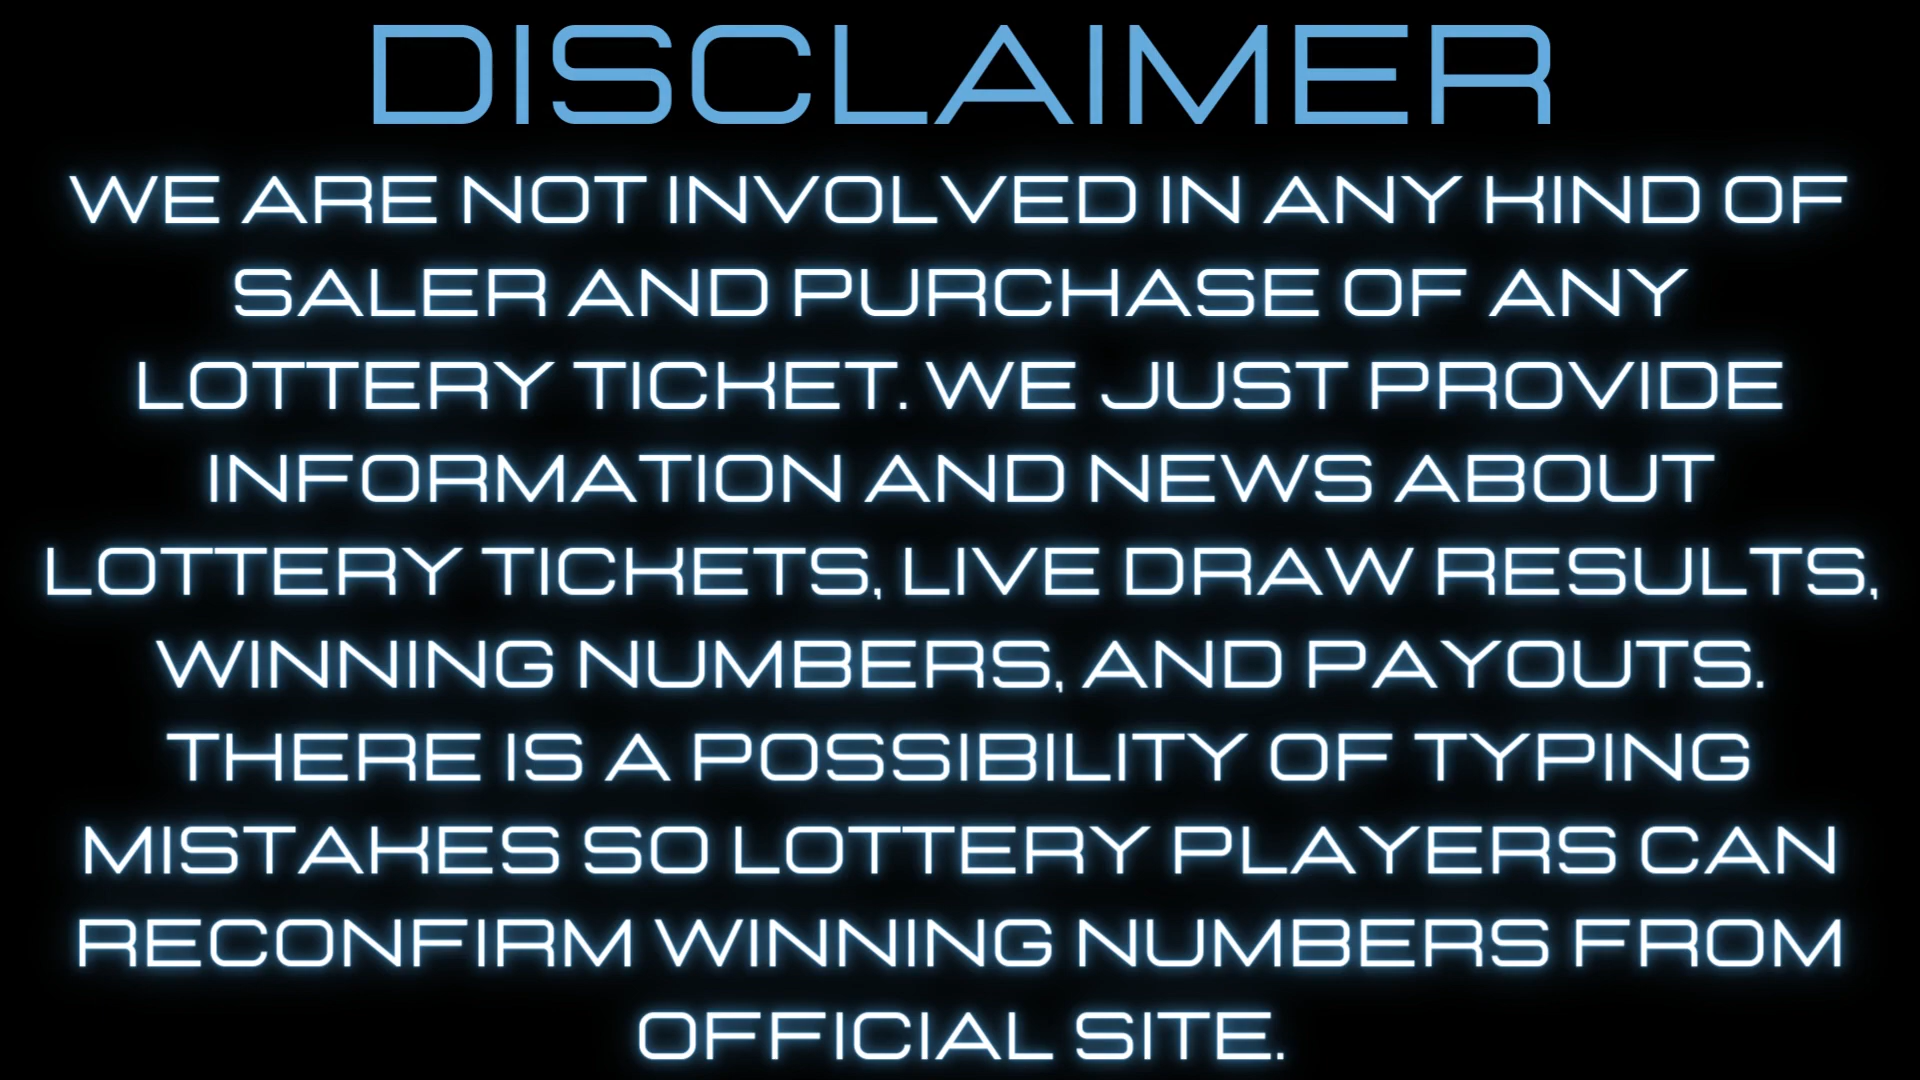 DISCLAIMER
WE ARE NOT INVOLVED IN ANY KIND OF
SALER AND PURCHASE OF ANY
LOTTERY TICKET. WE JUST PROVIDE
INFORMATION AND NEWS ABOUT
LOTTERY TICKETS, LIVE DRAW RESULTS,
WINNING NUMBERS, AND PAYOUTS.
THERE IS A POSSIBILITY OF TYPING
MISTAKES SO LOTTERY PLAYERS CAN
RECONFIRM WINNING NUMBERS FROM
OFFICIAL SITE.